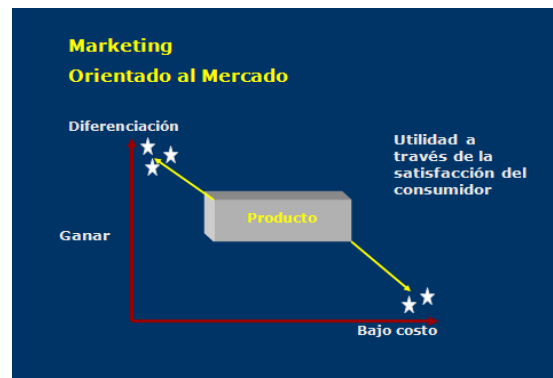 Marketing
Orientado al Mercado
Diferenciación
Utilidad a
través de la
satisfacción del
consumidor
Producto
Ganar
Bajo costo